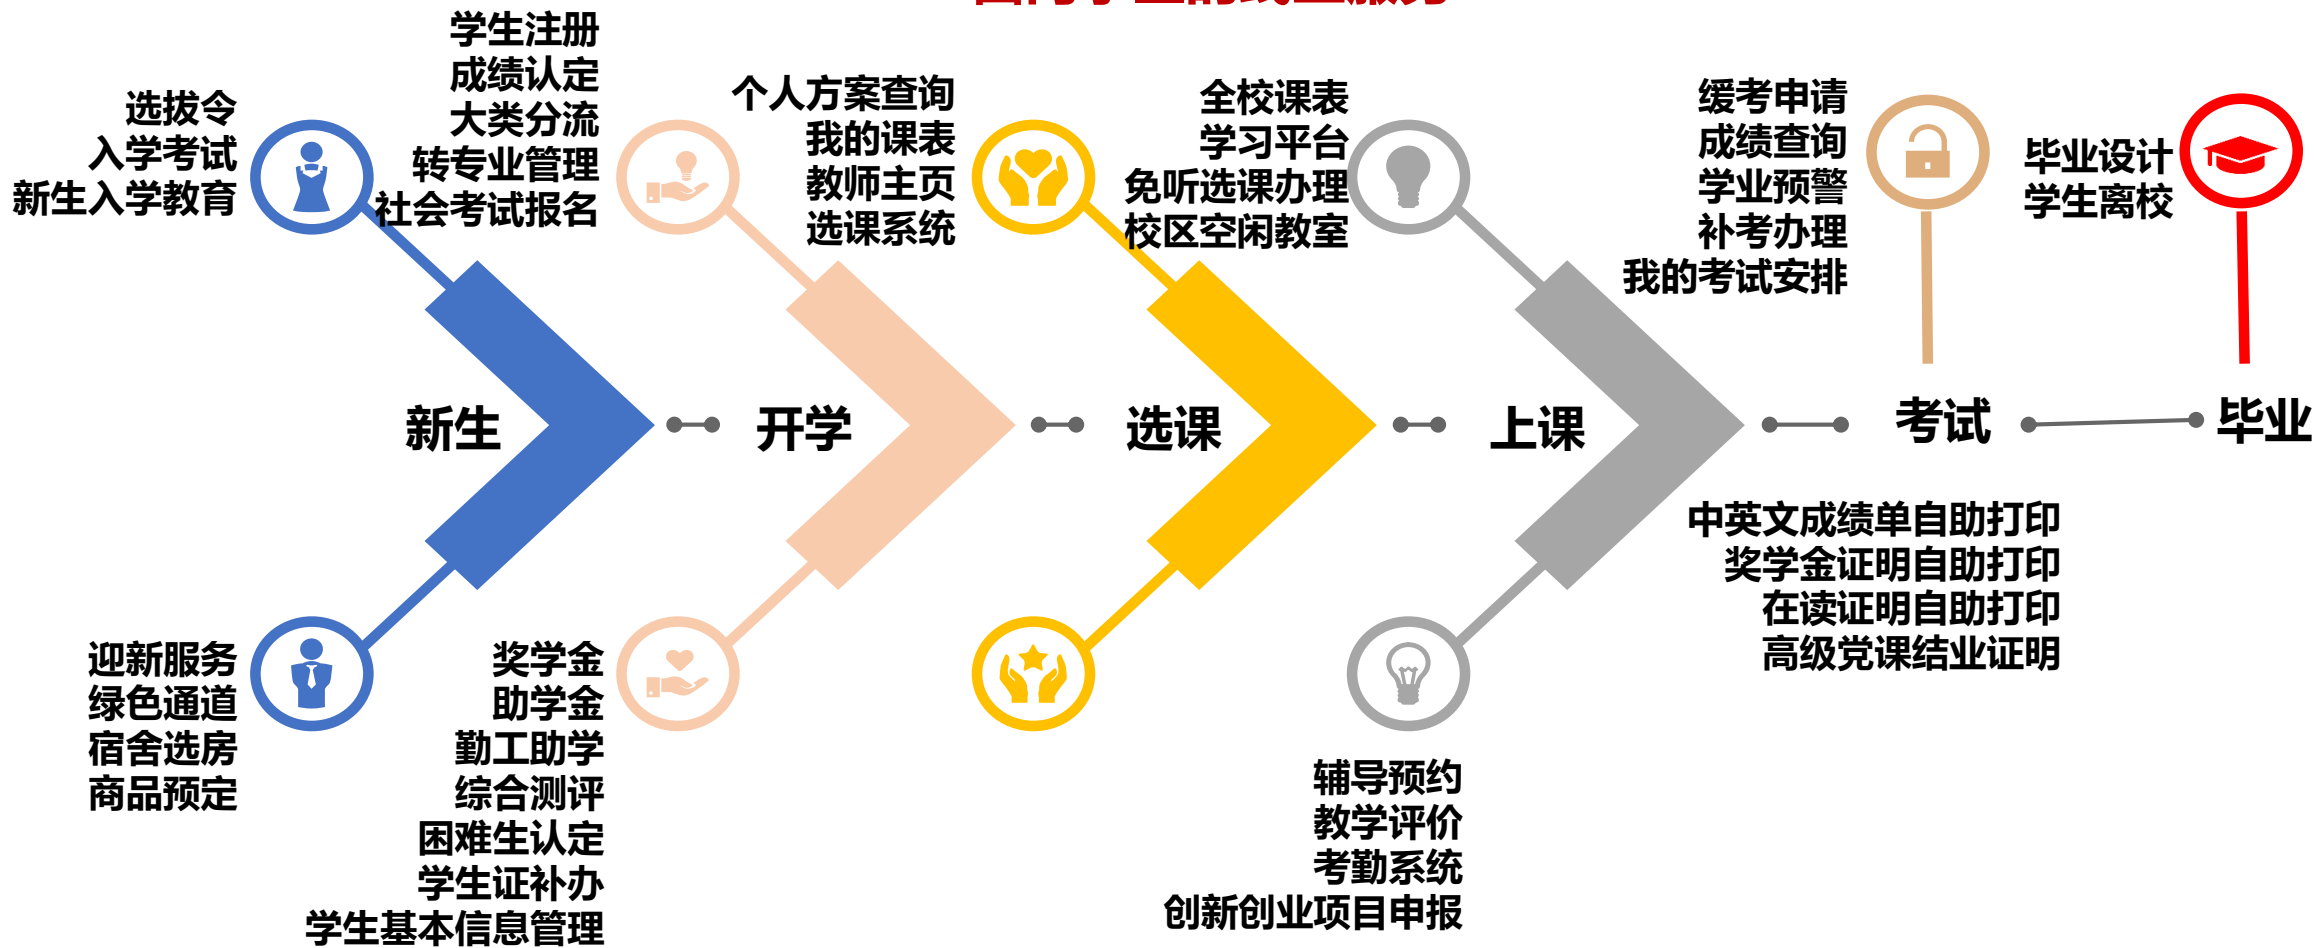 选拔令
入学考试
新生入学教育
学生注册
成绩认定
大类分流
转专业管理
社会考试报名
个人方案查询
我的课表
教师主页
选课系统
全校课表
学习平台
免听选课办理
校区空闲教室
缓考申请
成绩查询
学业预警
补考办理
我的考试安排
毕业设计
学生离校
新生
开学
选课
上课
考试
毕业
迎新服务
绿色通道
宿舍选房
商品预定
奖学金
助学金
勤工助学
综合测评
困难生认定
学生证补办
学生基本信息管理
辅导预约
教学评价
考勤系统
创新创业项目申报
中英文成绩单自助打印
奖学金证明自助打印
在读证明自助打印
高级党课结业证明